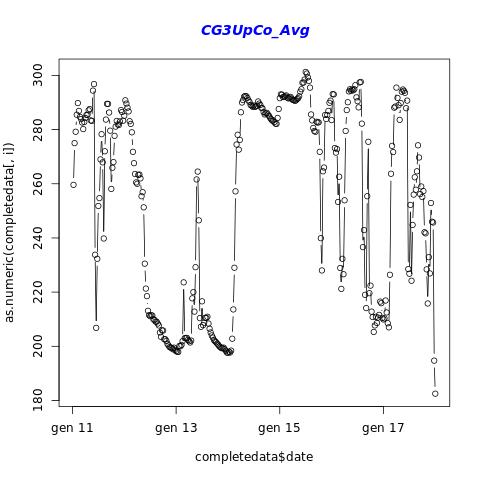 CG3UpCo_Avg
as.numeric(completedata[, i])
300
280
260
240
220
200
180
gen 11
gen 13
gen 15
gen 17
completedata$date